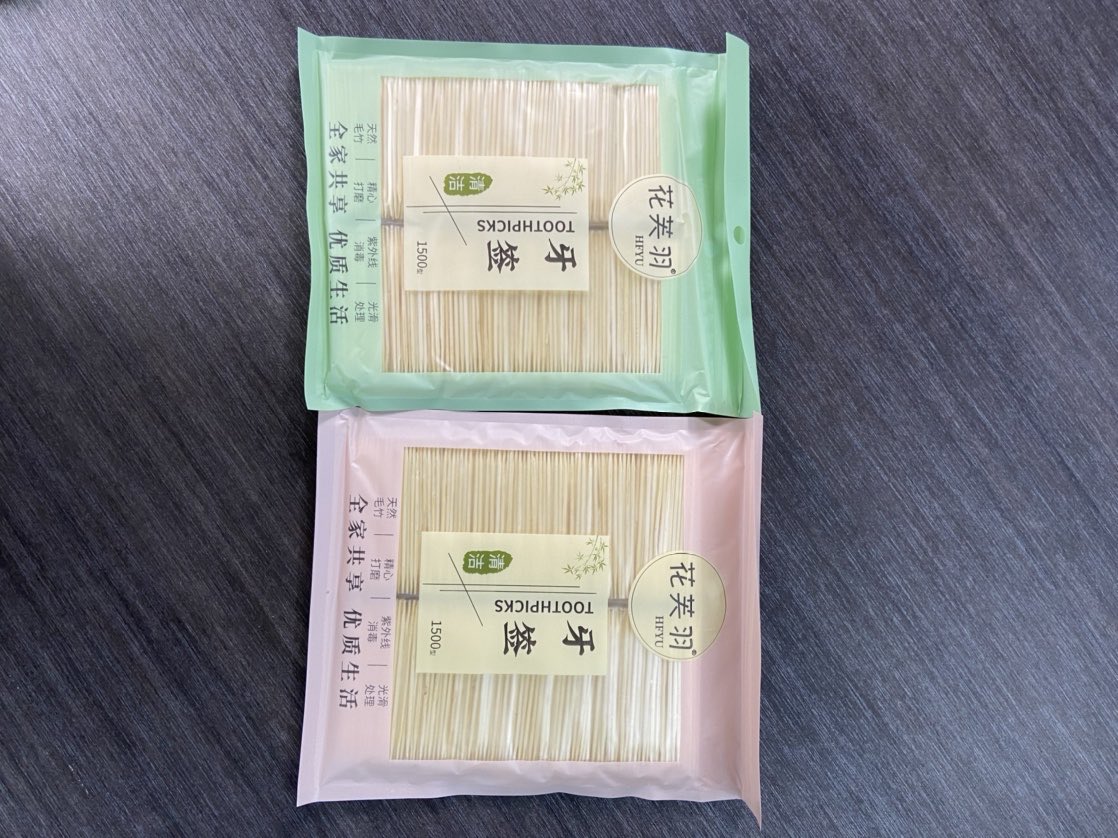 花芙羽®
HFYU
牙签
TOOTHPICKS
清洁
1500型
天然毛竹 | 精心打磨 | 紫外线消毒 | 光滑处理
全家共享 优质生活
花芙羽®
HFYU
牙签
TOOTHPICKS
清洁
1500型
天然毛竹 | 精心打磨 | 紫外线消毒 | 光滑处理
全家共享 优质生活